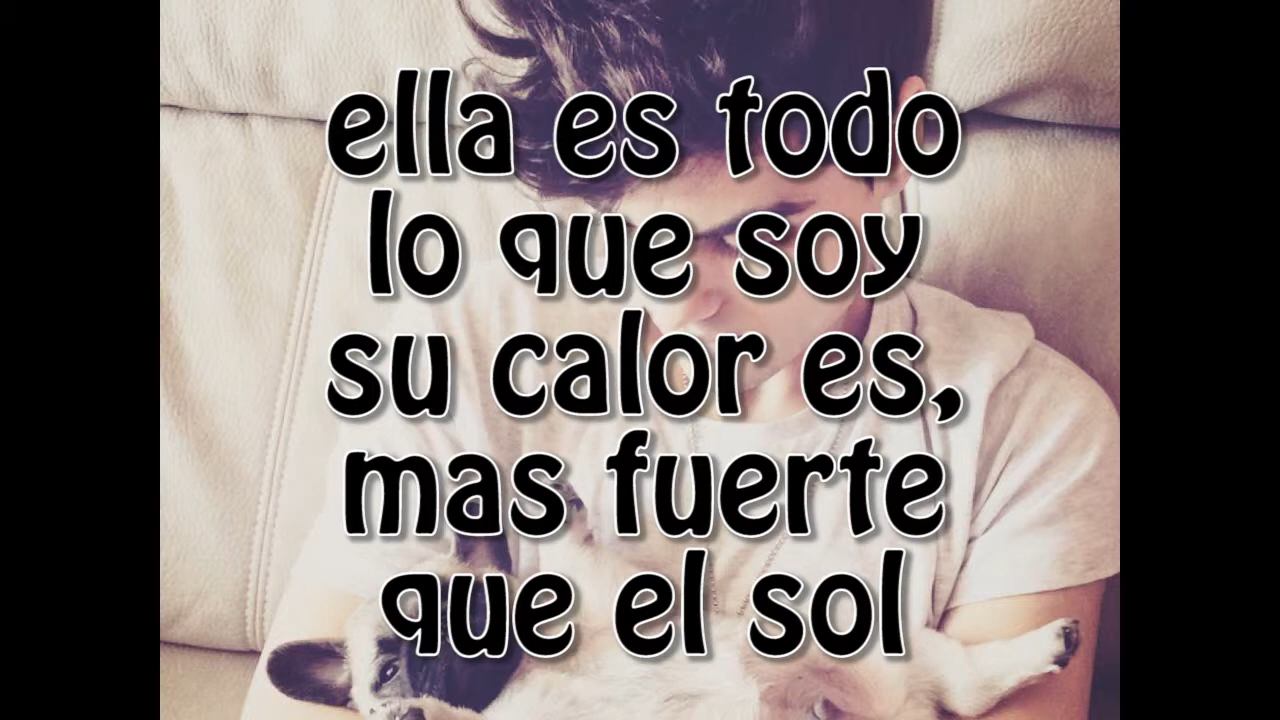 ella es todo
lo que soy
su calor es,
mas fuerte
que el sol